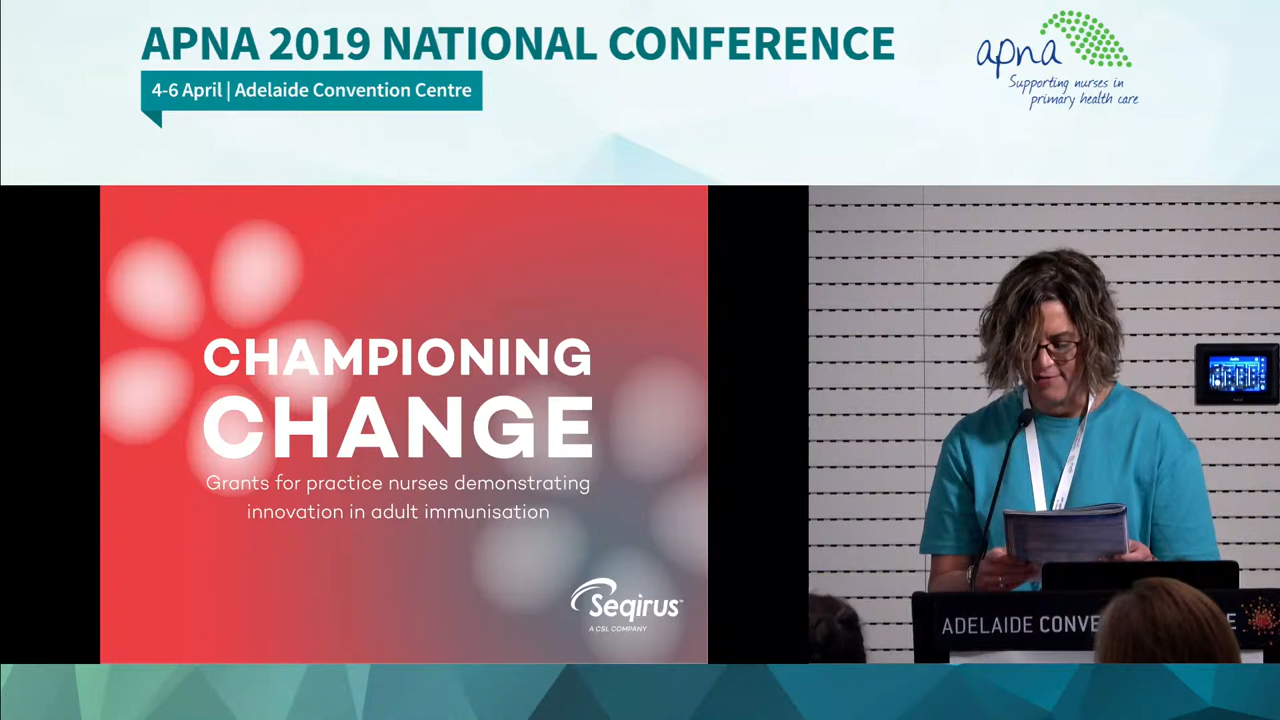 APNA 2019 NATIONAL CONFERENCE
4-6 April | Adelaide Convention Centre
apna
Supporting nurses in
primary health care
CHAMPIONING
CHANGE
Grants for practice nurses demonstrating
innovation in adult immunisation
Seqirus™
A CSL COMPANY
ADELAIDE CONVE E